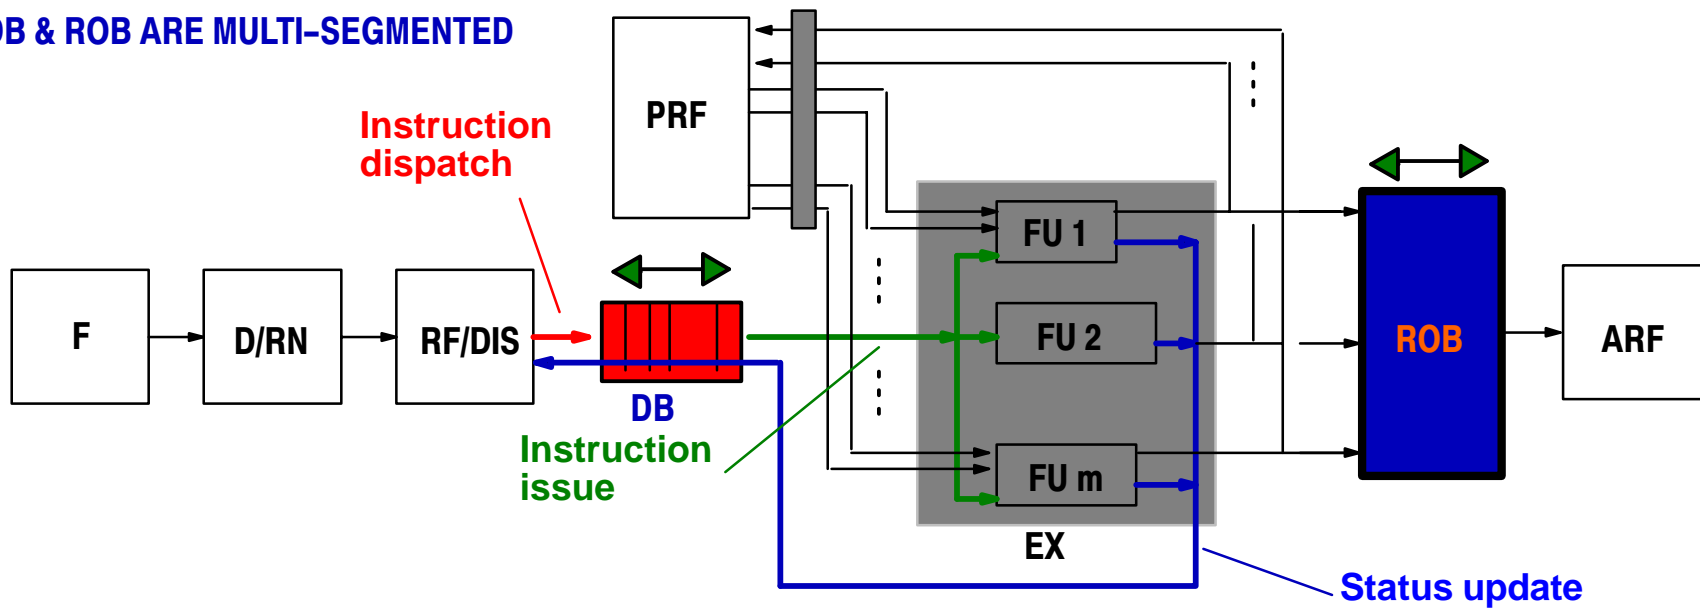 OB & ROB ARE MULTI-SEGMENTED
PRF
Instruction
dispatch
F
D/RN
RF/DIS
DB
Instruction
issue
FU 1
FU 2
FU m
EX
ROB
ARF
Status update